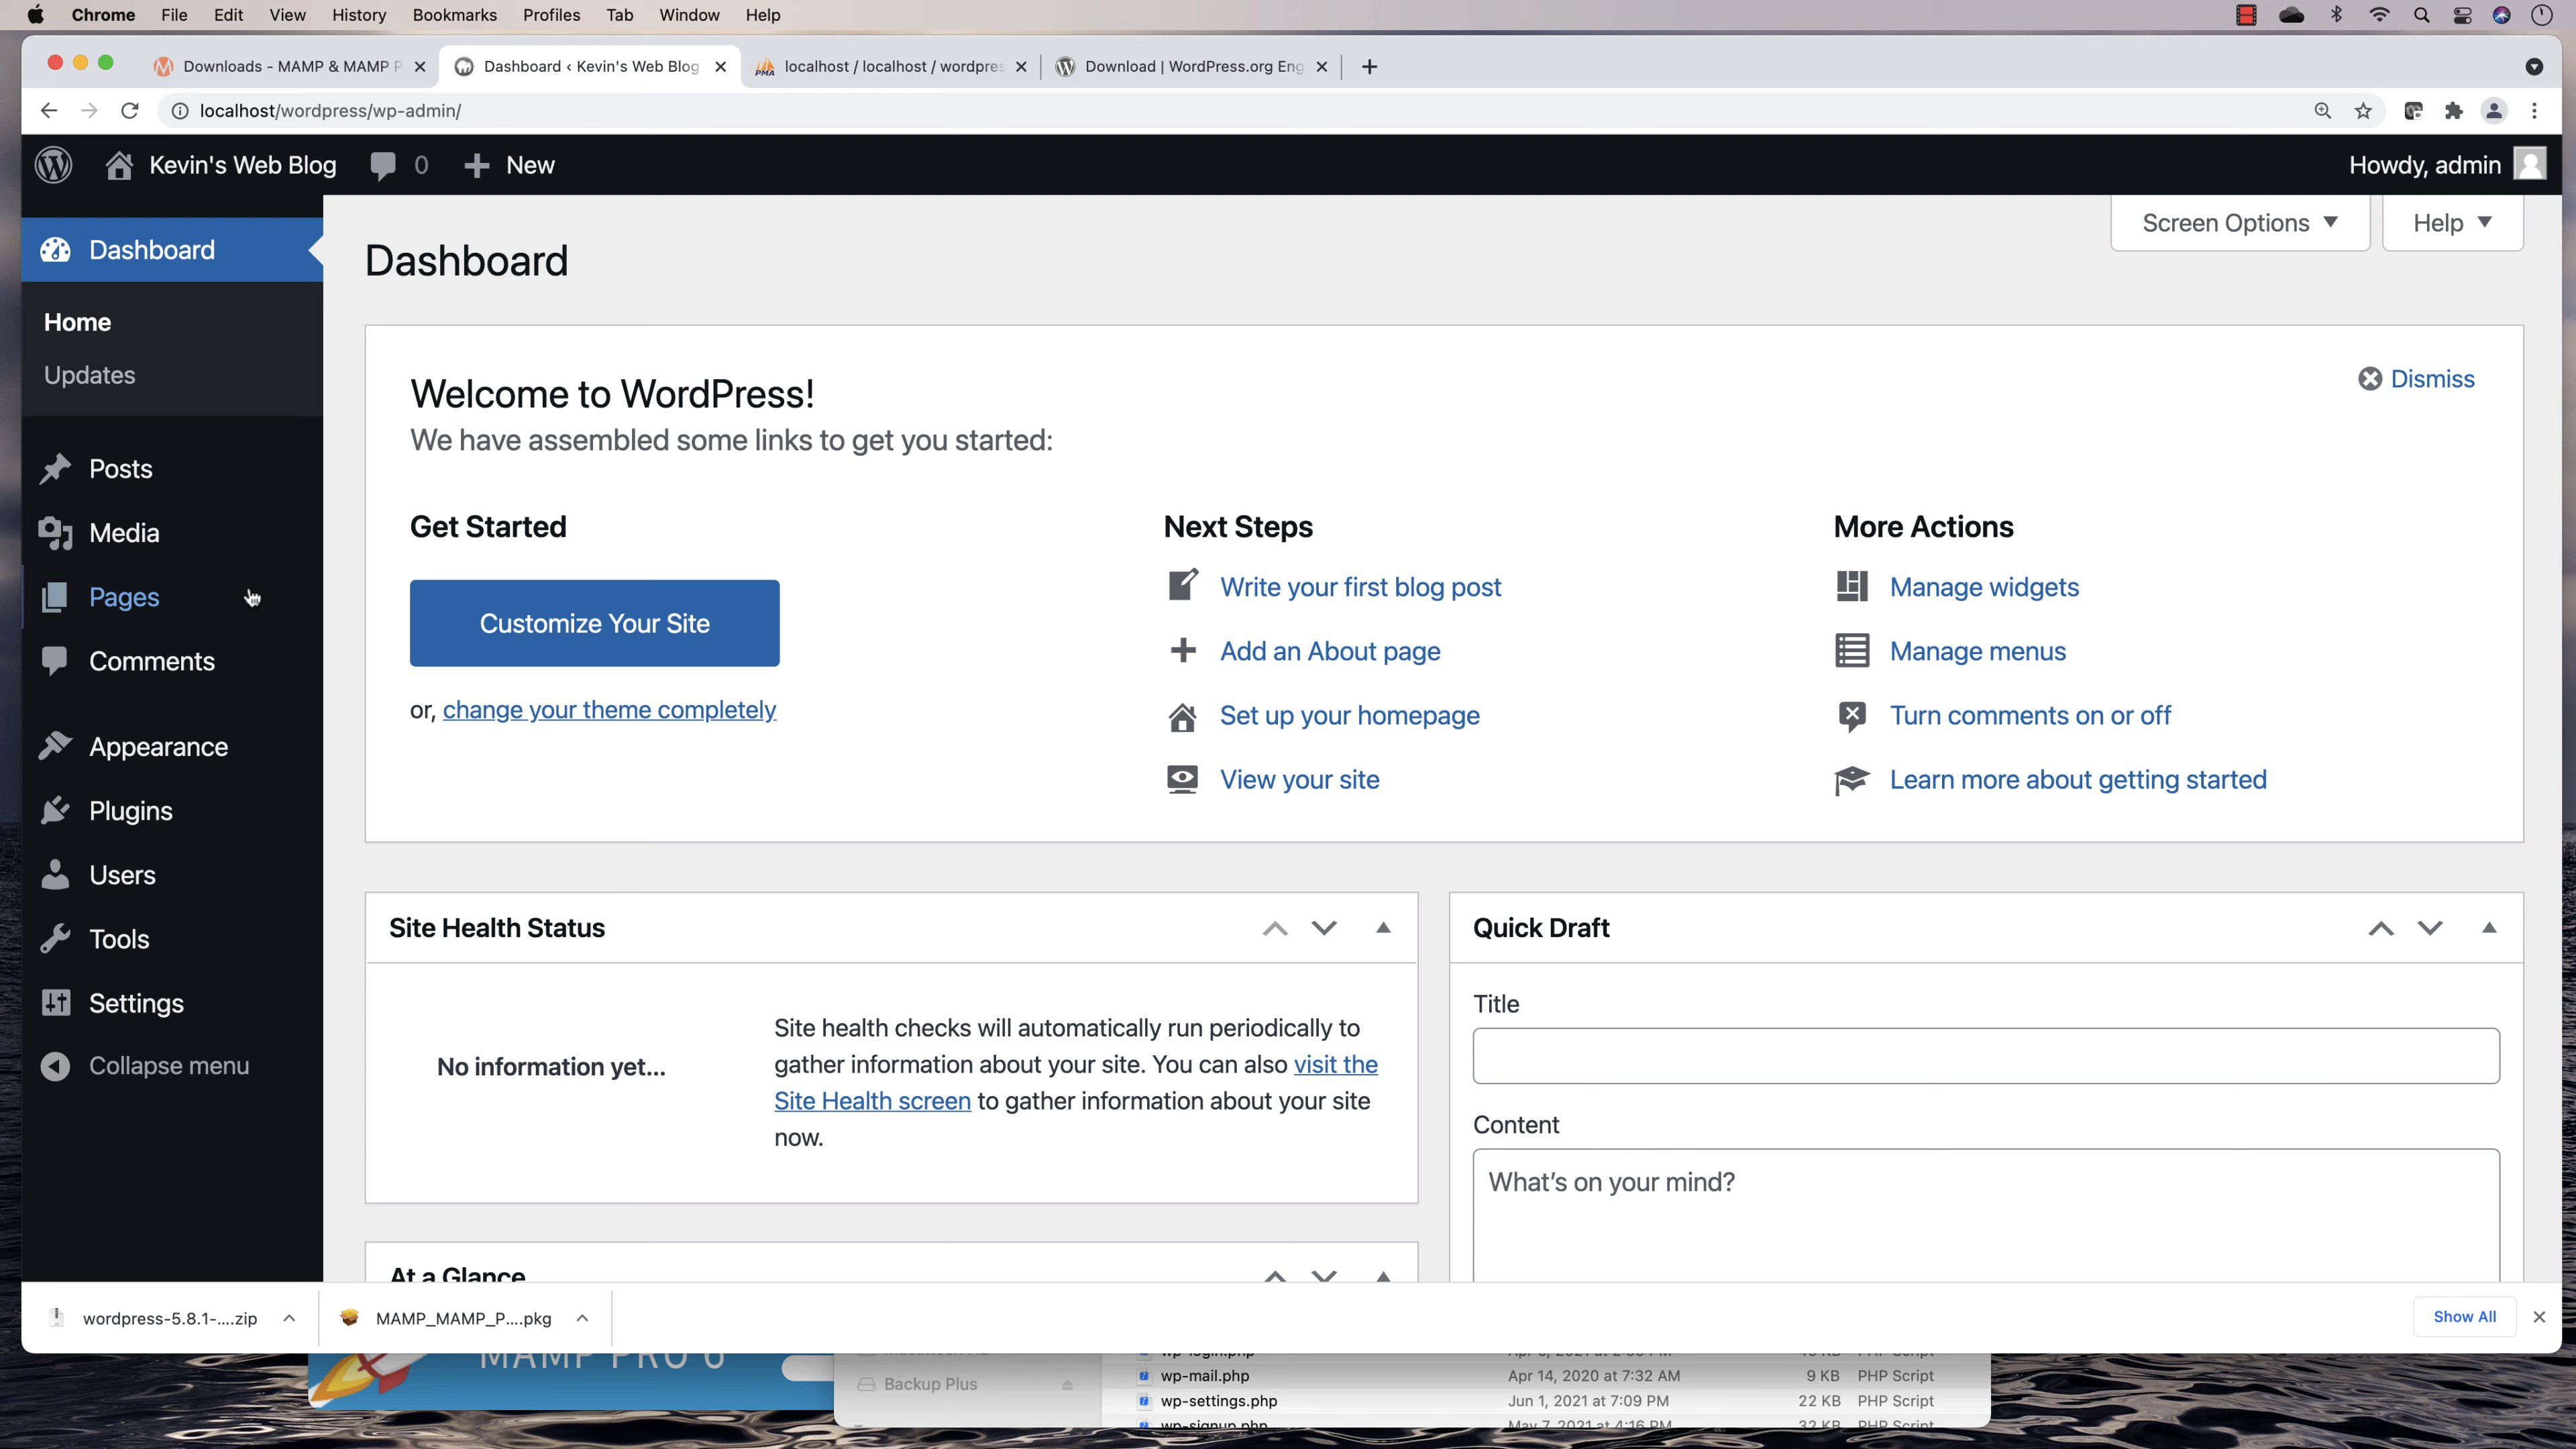 Chrome File Edit View History Bookmarks Profiles Tab Window Help
Downloads - MAMP & MAMP P
Dashboard ‹ Kevin's Web Blog
PMA
localhost / localhost / wordpres
Download | WordPress.org Eng
localhost/wordpress/wp-admin/
Kevin's Web Blog 0 New
Howdy, admin
Screen Options Help
Dashboard
Home
Updates
Posts
Media
Pages
Comments
Appearance
Plugins
Users
Tools
Settings
Collapse menu
Dashboard
Welcome to WordPress!
We have assembled some links to get you started:
Dismiss
Get Started
Customize Your Site
or, change your theme completely
Next Steps
Write your first blog post
Add an About page
Set up your homepage
View your site
More Actions
Manage widgets
Manage menus
Turn comments on or off
Learn more about getting started
Site Health Status
No information yet...
Site health checks will automatically run periodically to
gather information about your site. You can also visit the
Site Health screen to gather information about your site
now.
At a Glance
Quick Draft
Title
Content
What's on your mind?
wordpress-5.8.1-....zip
MAMP_MAMP_P....pkg
Show All
MAMP PRO 6
Backup Plus
wp-login.php
wp-mail.php Apr 14, 2020 at 7:32 AM 9 KB PHP Script
wp-settings.php Jun 1, 2021 at 7:09 PM 22 KB PHP Script
wp-signup.php May 7, 2021 at 4:16 PM 32 KB PHP Script